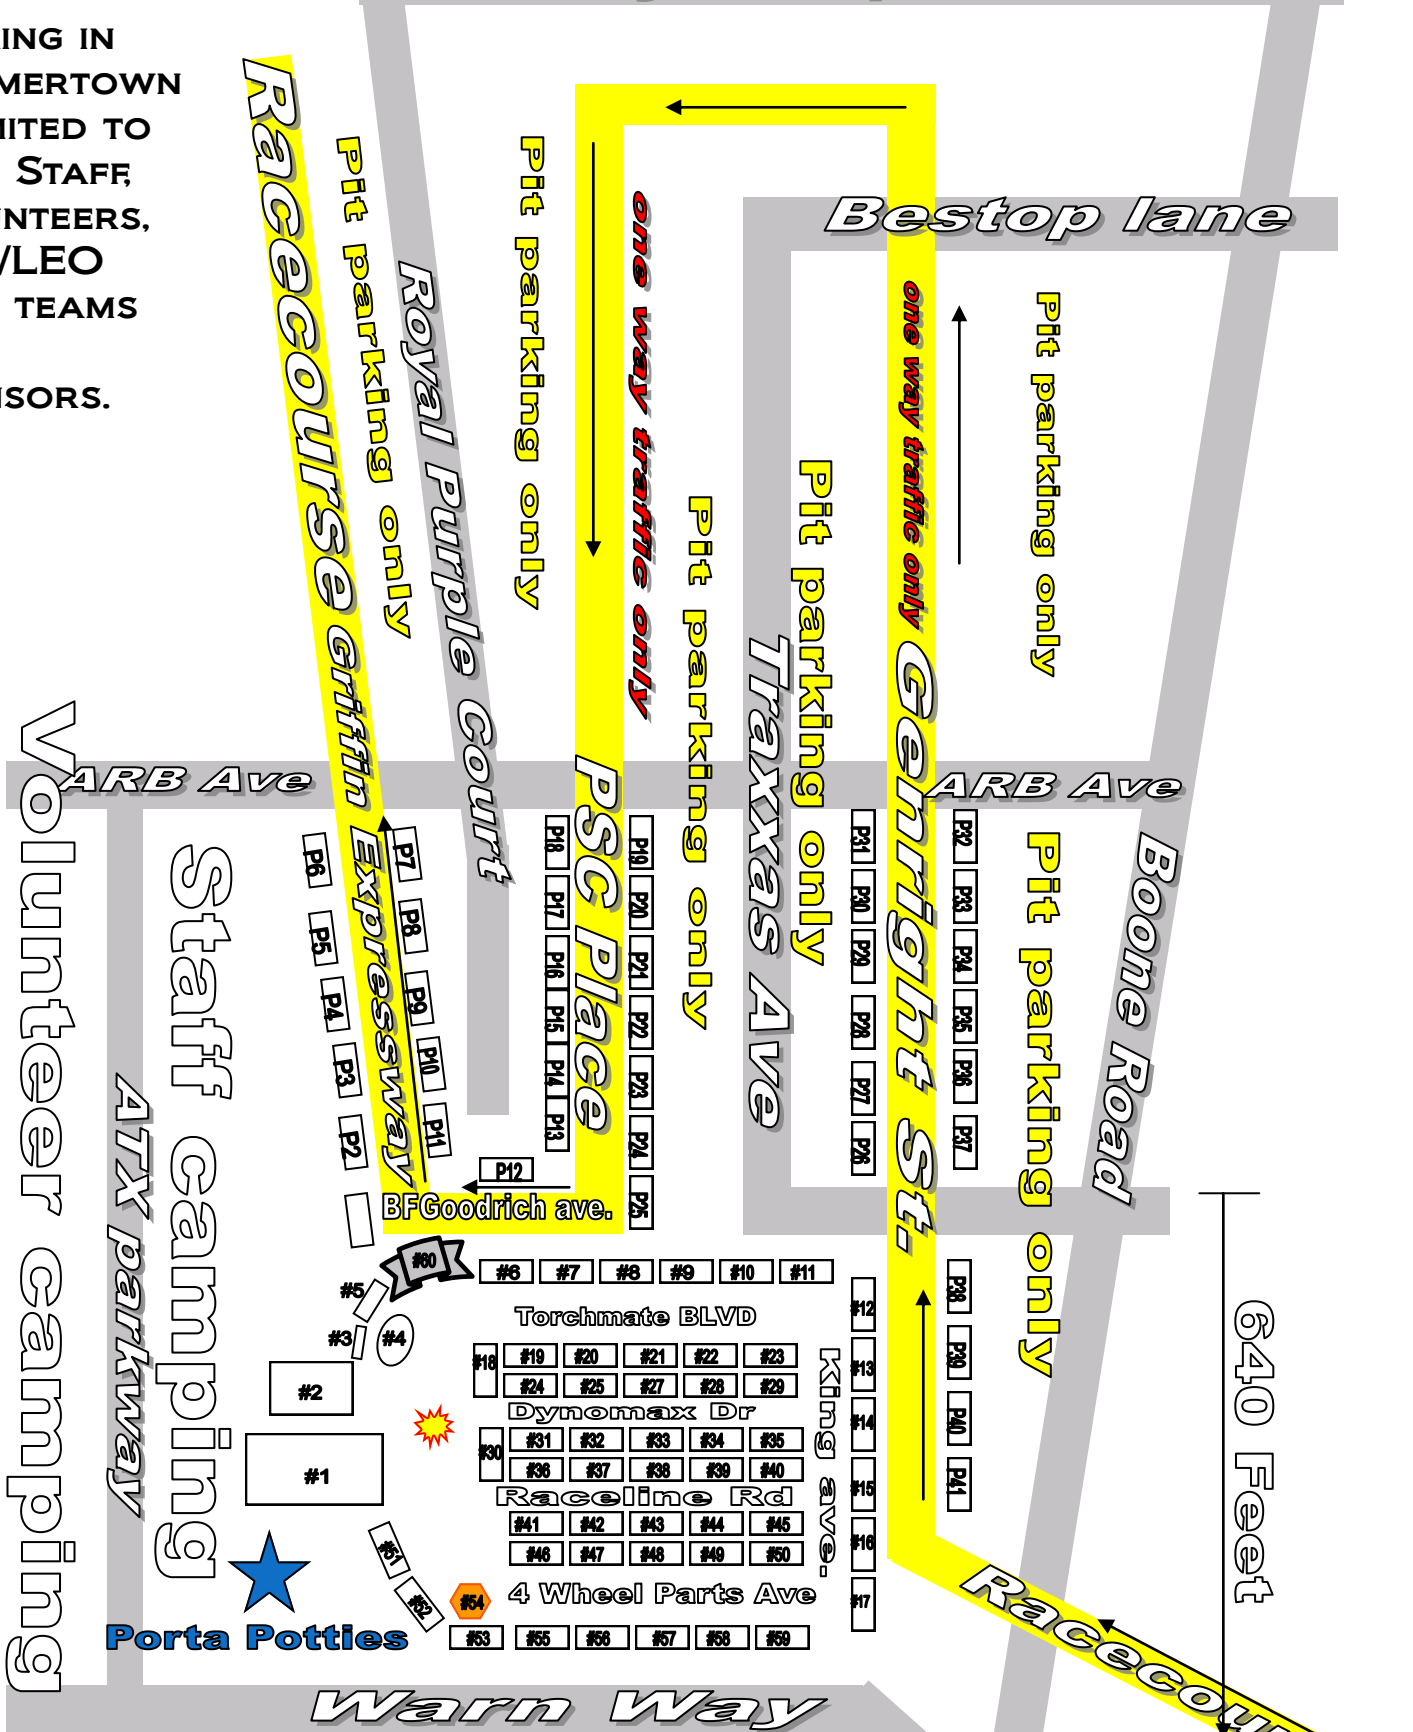 ING IN
MERTOWN
ITED TO
STAFF,
NTEERS,
/LEO
TEAMS
SORS.
Racecourse Griffin Expressway
Pit parking only
Royal Purple Court
Pit parking only
one way traffic only
Bestop lane
one way traffic only
Pit parking only
Pit parking only
Pit parking only
Traxxas Ave
Genright St.
PSC Place
ARB Ave
ARB Ave
Boone Road
Pit parking only
Volunteer camping
Staff camping
ATX parkway
P6
P5
P4
P3
P2
P7
P8
P9
P10
P11
P18
P17
P16
P15
P14
P13
P19
P20
P21
P22
P23
P24
P25
P31
P30
P29
P28
P27
P26
P32
P33
P34
P35
P36
P37
P12
BFGoodrich ave.
#60
#6 #7 #8 #9 #10 #11
#5
#3 #4
#2
#1
Torchmate BLVD
#18 #19 #20 #21 #22 #23
#24 #25 #27 #28 #29
Dynomax Dr
#30 #31 #32 #33 #34 #35
#36 #37 #38 #39 #40
Raceline Rd
#41 #42 #43 #44 #45
#46 #47 #48 #49 #50
4 Wheel Parts Ave
King ave.
#12
#13
#14
#15
#16
#17
P38
P39
P40
P41
640 Feet
#51
#52
#54
#53 #55 #56 #57 #58 #59
Porta Potties
Warn Way
Racecour